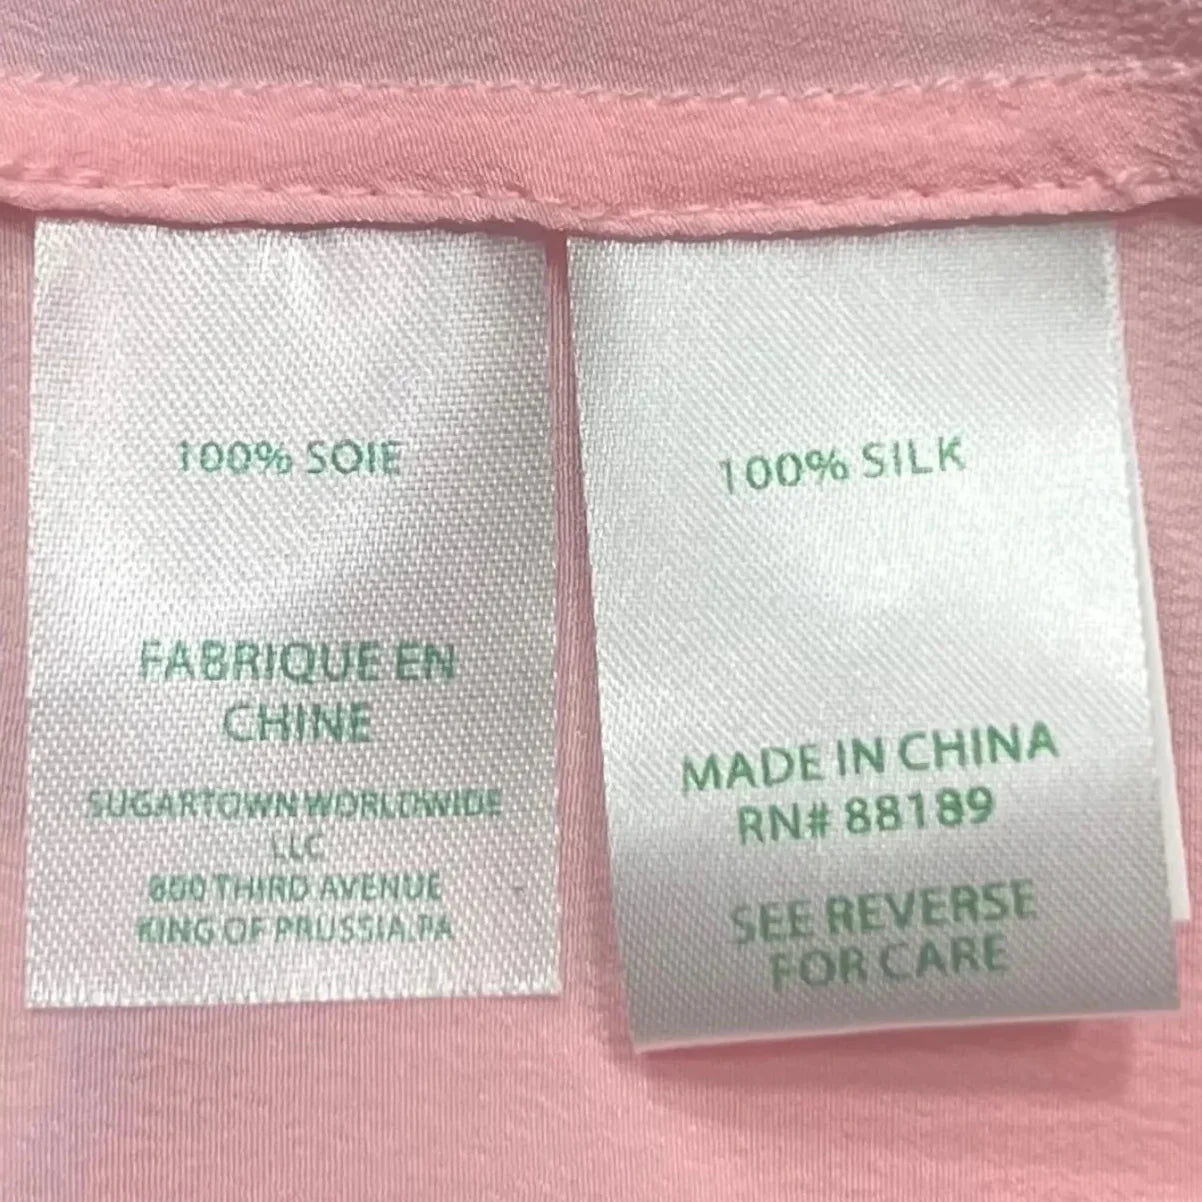 100% SOIE
FABRIQUE EN
CHINE
SUGARTOWN WORLDWIDE
LLC
800 THIRD AVENUE
KING OF PRUSSIA, PA
100% SILK
MADE IN CHINA
RN# 88189
SEE REVERSE
FOR CARE